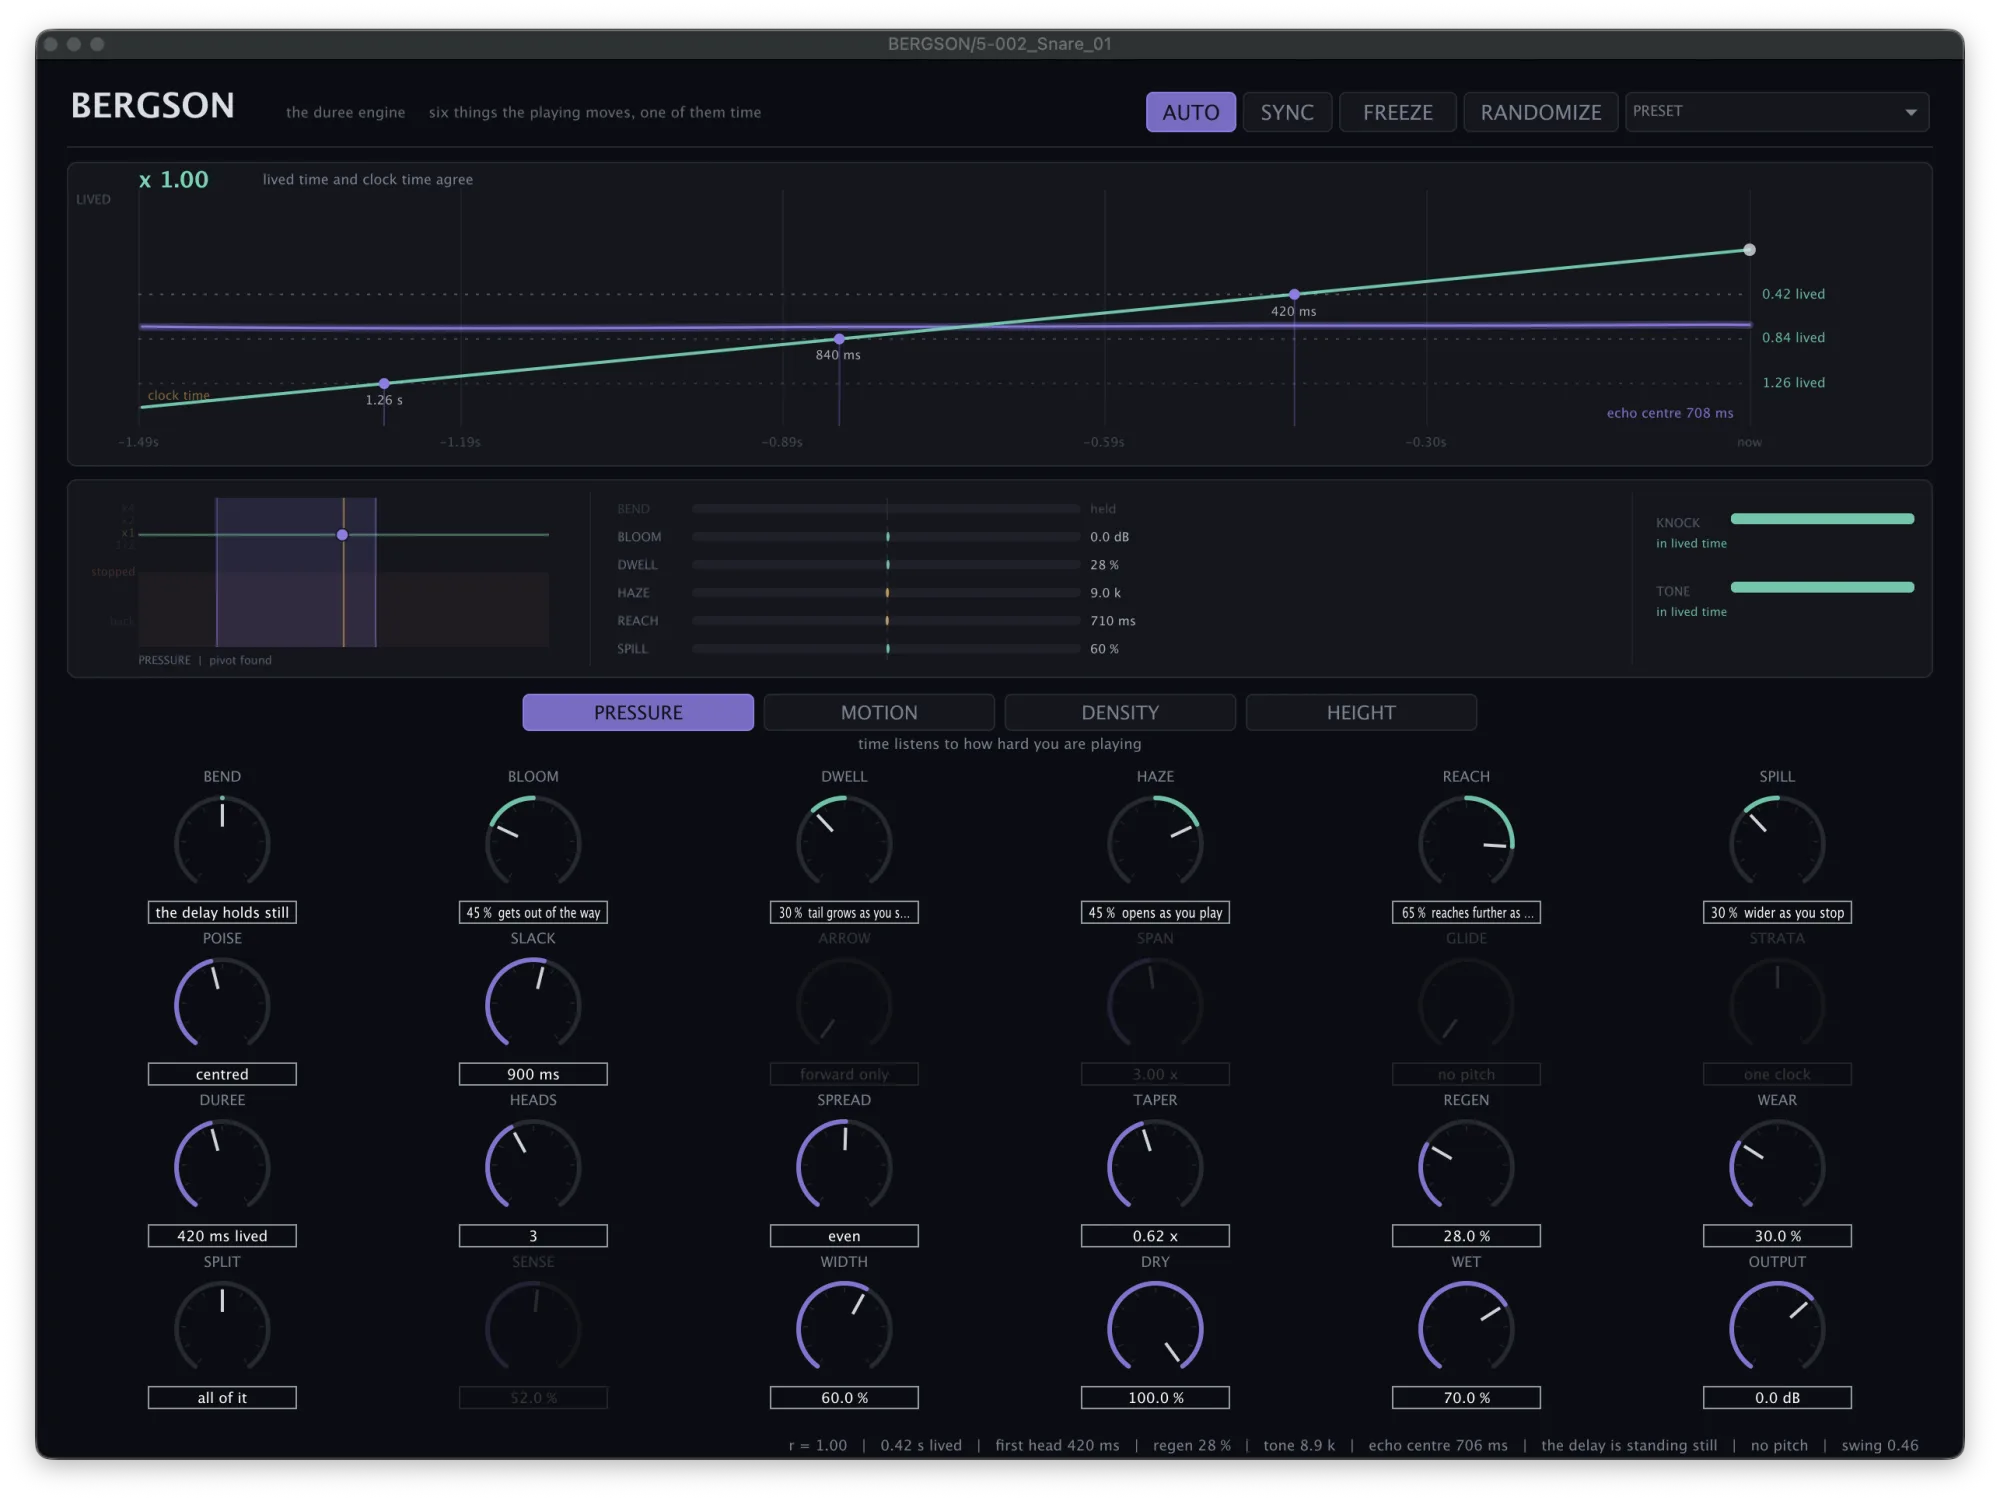 BERGSON/5-002_Snare_01
BERGSON the duree engine six things the playing moves, one of them time AUTO SYNC FREEZE RANDOMIZE PRESET
x 1.00 lived time and clock time agree
LIVED
0.42 lived
420 ms
0.84 lived
840 ms
1.26 lived
clock time
1.26 s
echo centre 708 ms
-1.49s -1.19s -0.89s -0.59s -0.30s now
BEND held
BLOOM 0.0 dB
DWELL 28 %
HAZE 9.0 k
REACH 710 ms
SPILL 60 %
x1
stopped
back
PRESSURE | pivot found
KNOCK
in lived time
TONE
in lived time
PRESSURE MOTION DENSITY HEIGHT
time listens to how hard you are playing
BEND BLOOM DWELL HAZE REACH SPILL
the delay holds still 45 % gets out of the way 30 % tail grows as you s... 45 % opens as you play 65 % reaches further as ... 30 % wider as you stop
POISE SLACK ARROW SPAN GLIDE STRATA
centred 900 ms forward only 3.00 x no pitch one clock
DUREE HEADS SPREAD TAPER REGEN WEAR
420 ms lived 3 even 0.62 x 28.0 % 30.0 %
SPLIT SENSE WIDTH DRY WET OUTPUT
all of it 52.0 % 60.0 % 100.0 % 70.0 % 0.0 dB
r = 1.00 | 0.42 s lived | first head 420 ms | regen 28 % | tone 8.9 k | echo centre 706 ms | the delay is standing still | no pitch | swing 0.46